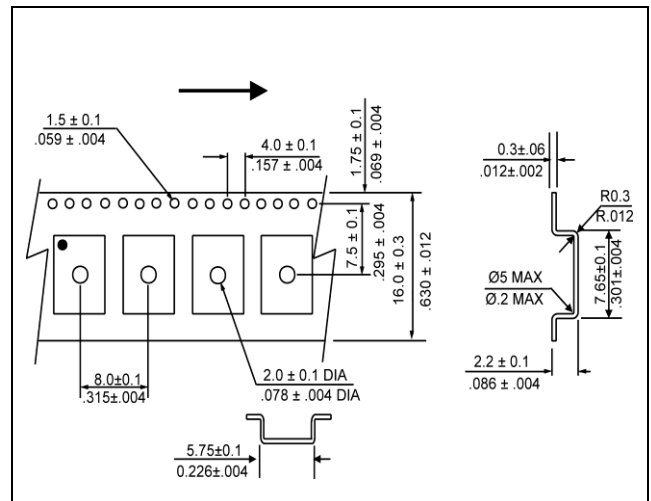 1.5 ± 0.1
.059 ± .004
4.0 ± 0.1
.157 ± .004
1.75 ± 0.1
.069 ± .004
0.3±.06
.012±.002
R0.3
R.012
7.5 ± 0.1
.295 ± .004
16.0 ± 0.3
.630 ± .012
Ø5 MAX
Ø.2 MAX
7.65±0.1
.301±.004
8.0±0.1
.315±.004
2.0 ± 0.1 DIA
.078 ± .004 DIA
2.2 ± 0.1
.086 ± .004
5.75±0.1
0.226±.004